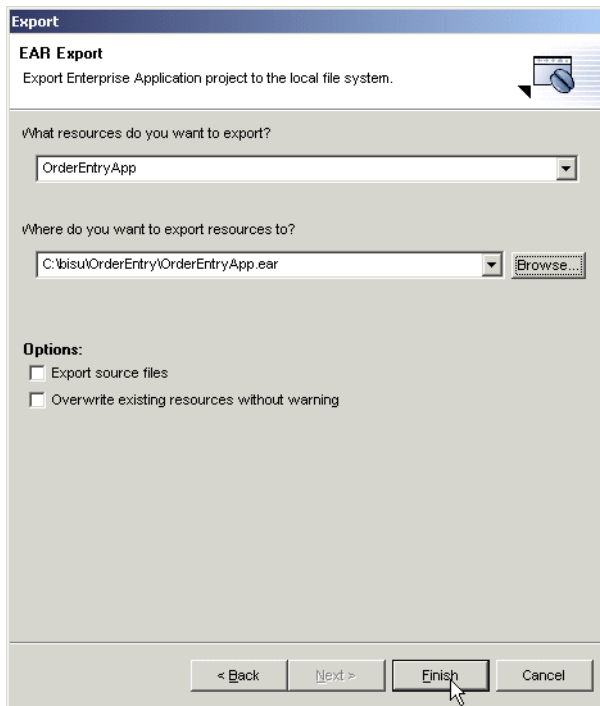 Export
EAR Export
Export Enterprise Application project to the local file system.
What resources do you want to export?
OrderEntryApp
Where do you want to export resources to?
C:\bisu\OrderEntry\OrderEntryApp.ear
Browse...
Options:
Export source files
Overwrite existing resources without warning
< Back Next > Finish Cancel